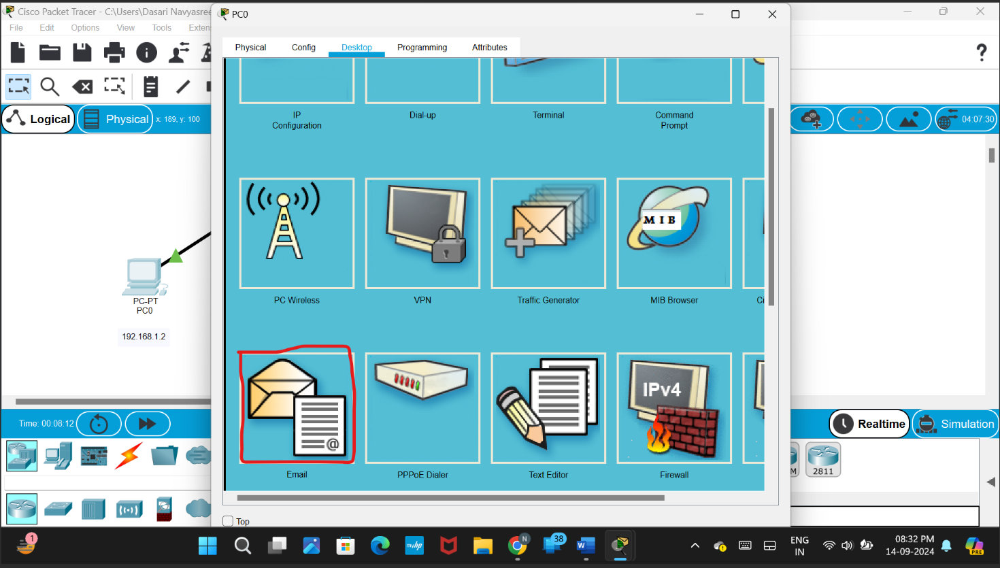 Cisco Packet Tracer - C:\Users\Dasari Navyasree
PC0
File Edit Options View Tools Exten
Physical Config Desktop Programming Attributes
Logical Physical x: 189, y: 100
04:07:30
IP
Configuration
Dial-up
Terminal
Command
Prompt
MIB
PC Wireless
VPN
Traffic Generator
MIB Browser
Ci
PC-PT
PC0
192.168.1.2
@
IPv4
Email
PPPoE Dialer
Text Editor
Firewall
Time: 00:08:12
Realtime Simulation
M
2811
Top
1
myhp
N
38
W
ENG
IN
08:32 PM
14-09-2024
PRE